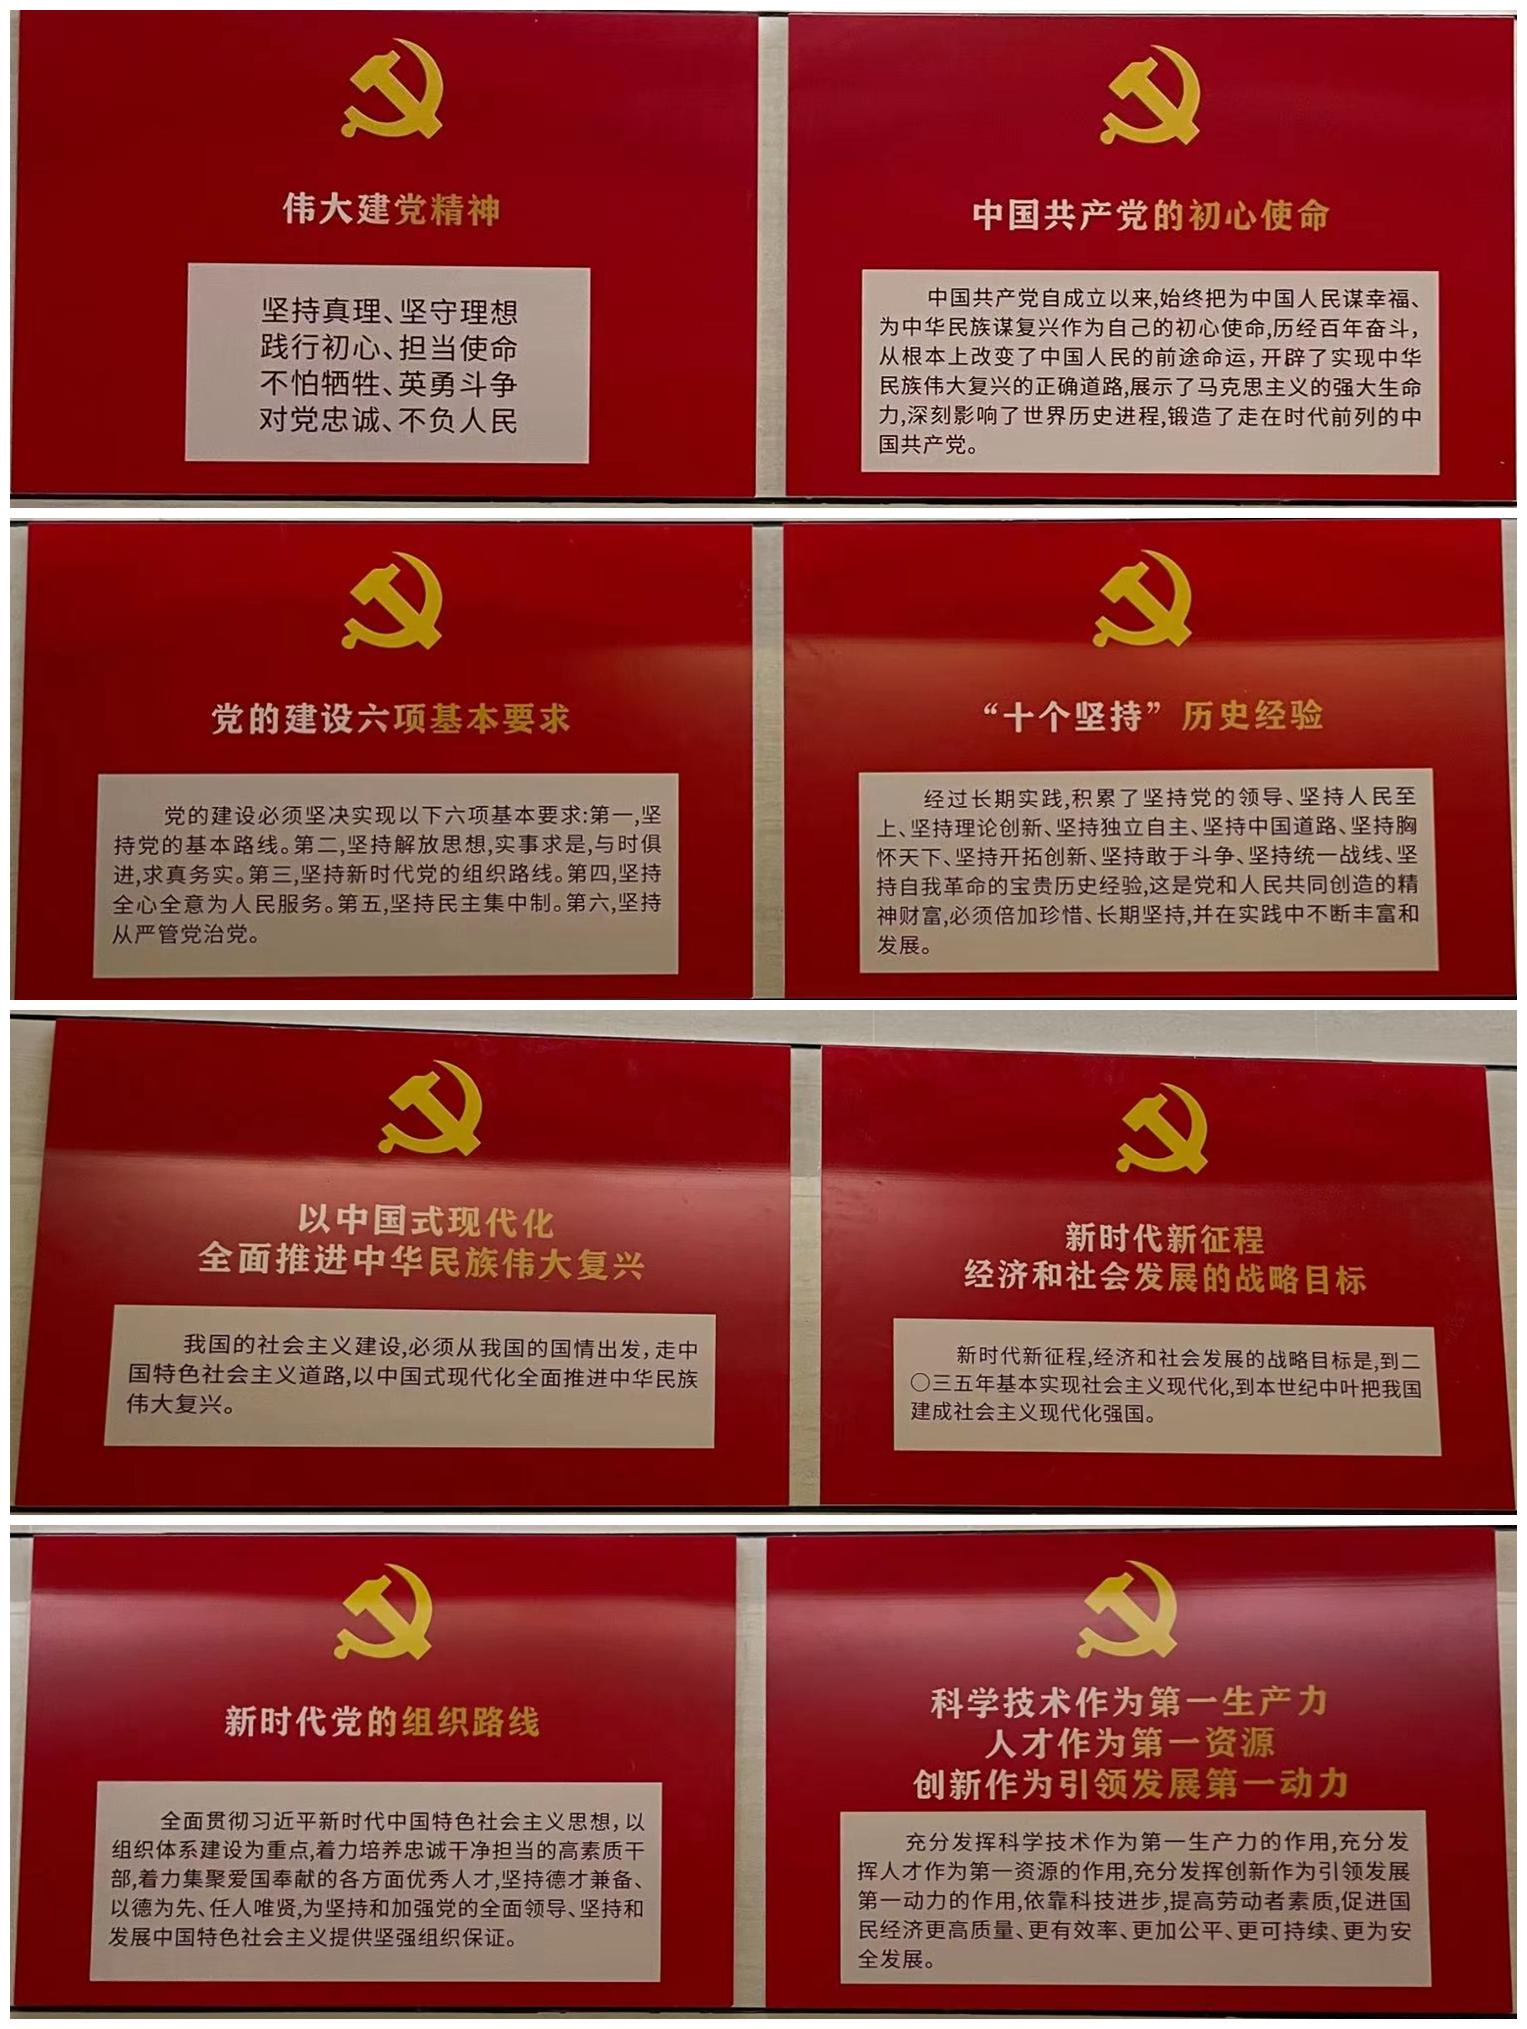 伟大建党精神
坚持真理、坚守理想
践行初心、担当使命
不怕牺牲、英勇斗争
对党忠诚、不负人民
中国共产党的初心使命
中国共产党自成立以来,始终把为中国人民谋幸福、
为中华民族谋复兴作为自己的初心使命,历经百年奋斗,
从根本上改变了中国人民的前途命运,开辟了实现中华
民族伟大复兴的正确道路,展示了马克思主义的强大生命
力,深刻影响了世界历史进程,锻造了走在时代前列的中
国共产党。
党的建设六项基本要求
党的建设必须坚决实现以下六项基本要求:第一,坚
持党的基本路线。第二,坚持解放思想,实事求是,与时俱
进,求真务实。第三,坚持新时代党的组织路线。第四,坚持
全心全意为人民服务。第五,坚持民主集中制。第六,坚持
从严管党治党。
“十个坚持”历史经验
经过长期实践,积累了坚持党的领导、坚持人民至
上、坚持理论创新、坚持独立自主、坚持中国道路、坚持胸
怀天下、坚持开拓创新、坚持敢于斗争、坚持统一战线、坚
持自我革命的宝贵历史经验,这是党和人民共同创造的精
神财富,必须倍加珍惜、长期坚持,并在实践中不断丰富和
发展。
以中国式现代化
全面推进中华民族伟大复兴
我国的社会主义建设,必须从我国的国情出发,走中
国特色社会主义道路,以中国式现代化全面推进中华民族
伟大复兴。
新时代新征程
经济和社会发展的战略目标
新时代新征程,经济和社会发展的战略目标是,到二
〇三五年基本实现社会主义现代化,到本世纪中叶把我国
建成社会主义现代化强国。
新时代党的组织路线
全面贯彻习近平新时代中国特色社会主义思想,以
组织体系建设为重点,着力培养忠诚干净担当的高素质干
部,着力集聚爱国奉献的各方面优秀人才,坚持德才兼备、
以德为先、任人唯贤,为坚持和加强党的全面领导、坚持和
发展中国特色社会主义提供坚强组织保证。
科学技术作为第一生产力
人才作为第一资源
创新作为引领发展第一动力
充分发挥科学技术作为第一生产力的作用,充分发
挥人才作为第一资源的作用,充分发挥创新作为引领发展
第一动力的作用,依靠科技进步,提高劳动者素质,促进国
民经济更高质量、更有效率、更加公平、更可持续、更为安
全发展。